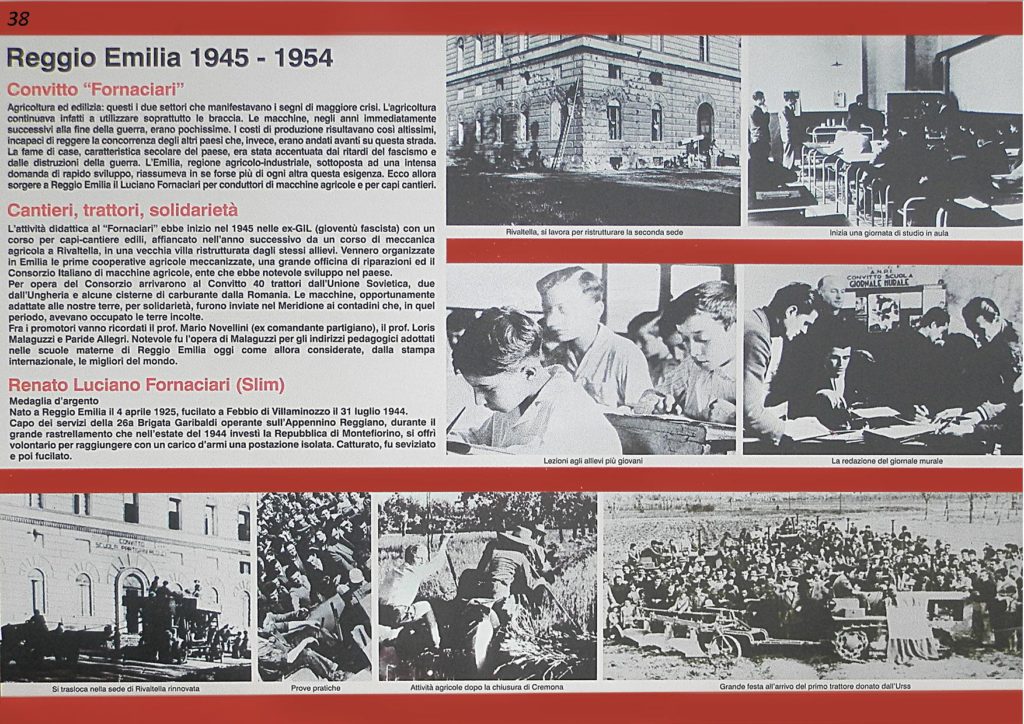 38
Reggio Emilia 1945 - 1954
Convitto “Fornaciari”
Agricoltura ed edilizia: questi i due settori che manifestavano i segni di maggiore crisi. L'agricoltura
continuava infatti a utilizzare soprattutto le braccia. Le macchine, negli anni immediatamente
successivi alla fine della guerra, erano pochissime. I costi di produzione risultavano così altissimi,
incapaci di reggere la concorrenza degli altri paesi che, invece, erano andati avanti su questa strada.
La fame di case, caratteristica secolare del paese, era stata accentuata dai ritardi del fascismo e
dalle distruzioni della guerra. L'Emilia, regione agricolo-industriale, sottoposta ad una intensa
domanda di rapido sviluppo, riassumeva in se forse più di ogni altra questa esigenza. Ecco allora
sorgere a Reggio Emilia il Luciano Fornaciari per conduttori di macchine agricole e per capi cantieri.
Cantieri, trattori, solidarietà
L'attività didattica al “Fornaciari” ebbe inizio nel 1945 nelle ex-GIL (gioventù fascista) con un
corso per capi-cantiere edili, affiancato nell'anno successivo da un corso di meccanica
agricola a Rivaltella, in una vecchia villa ristrutturata dagli stessi allievi. Vennero organizzate
in Emilia le prime cooperative agricole meccanizzate, una grande officina di riparazioni ed il
Consorzio Italiano di macchine agricole, ente che ebbe notevole sviluppo nel paese.
Per opera del Consorzio arrivarono al Convitto 40 trattori dall'Unione Sovietica, due
dall'Ungheria e alcune cisterne di carburante dalla Romania. Le macchine, opportunamente
adattate alle nostre terre, per solidarietà, furono inviate nel Meridione ai contadini che, in quel
periodo, avevano occupato le terre incolte.
Fra i promotori vanno ricordati il prof. Mario Novellini (ex comandante partigiano), il prof. Loris
Malaguzzi e Paride Allegri. Notevole fu l'opera di Malaguzzi per gli indirizzi pedagogici adottati
nelle scuole materne di Reggio Emilia oggi come allora considerate, dalla stampa
internazionale, le migliori del mondo.
Renato Luciano Fornaciari (Slim)
Medaglia d'argento
Nato a Reggio Emilia il 4 aprile 1925, fucilato a Febbio di Villaminozzo il 31 luglio 1944.
Capo dei servizi della 26a Brigata Garibaldi operante sull'Appennino Reggiano, durante il
grande rastrellamento che nell'estate del 1944 investì la Repubblica di Montefiorino, si offrì
volontario per raggiungere con un carico d'armi una postazione isolata. Catturato, fu seviziato
e poi fucilato.
Rivaltella, si lavora per ristrutturare la seconda sede
Inizia una giornata di studio in aula
A.N.P.I.
CONVITTO SCUOLA
GIORNALE MURALE
Lezioni agli allievi più giovani
La redazione del giornale murale
CONVITTO
Si trasloca nella sede di Rivaltella rinnovata
Prove pratiche
Attività agricole dopo la chiusura di Cremona
Grande festa all'arrivo del primo trattore donato dall'Urss